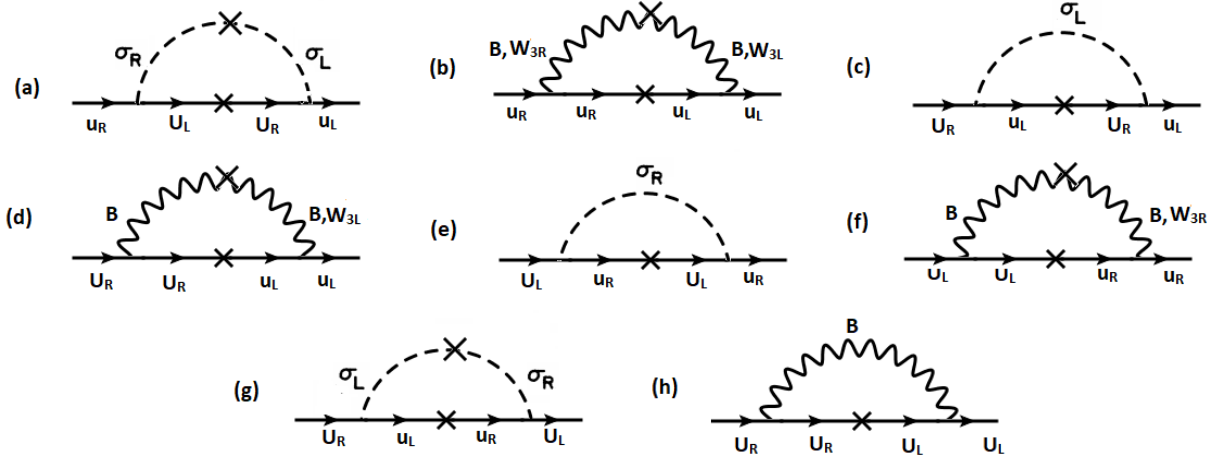 σR σL
(a)
uR UL UR uL
B, W3R B, W3L
(b)
uR uR uL uL
σL
(c)
UR uL UR uL
(d)
B B,W3L
UR UR uL uL
σR
(e)
UL uR UL uR
(f)
B B, W3R
UL UL uR uR
(g)
σL σR
UR uL uR UL
B
(h)
UR UR UL UL